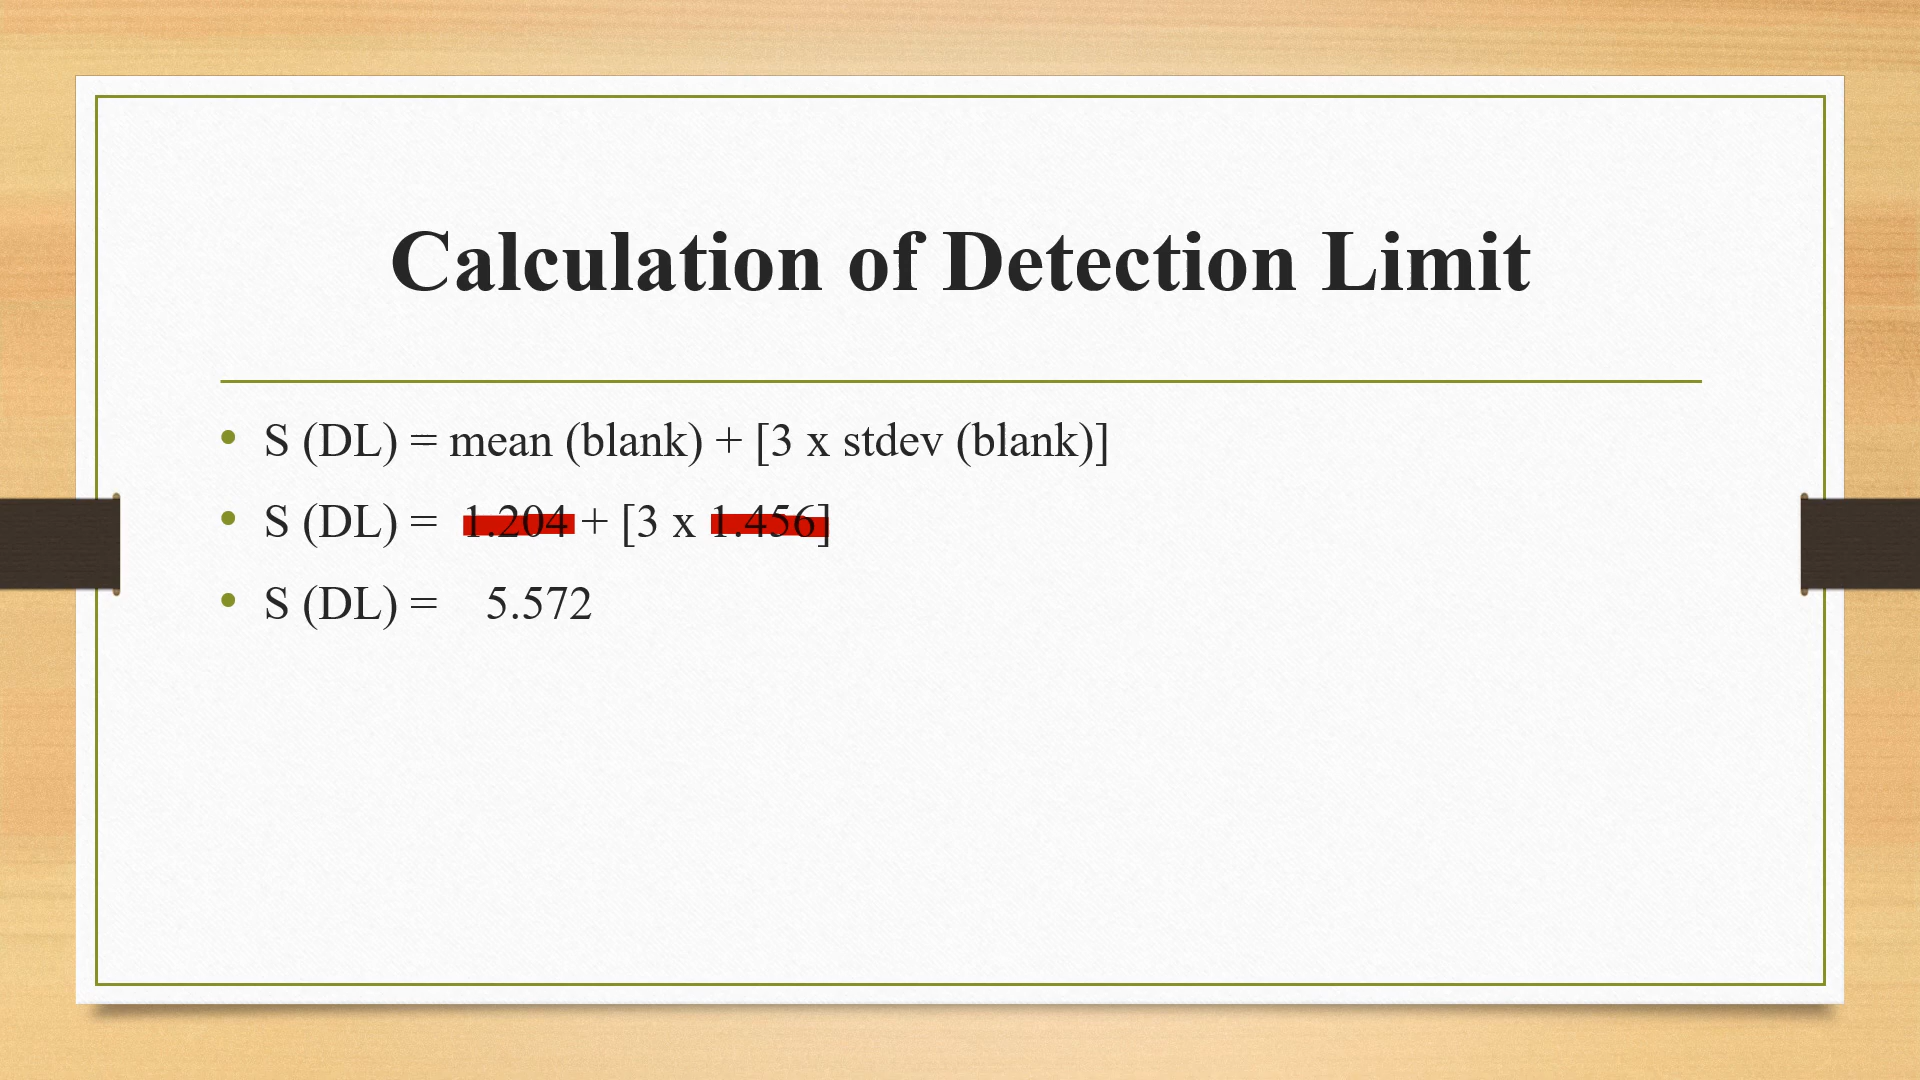 Calculation of Detection Limit
• S (DL) = mean (blank) + [3 x stdev (blank)]
• S (DL) = 1.204 + [3 x 1.456]
• S (DL) = 5.572